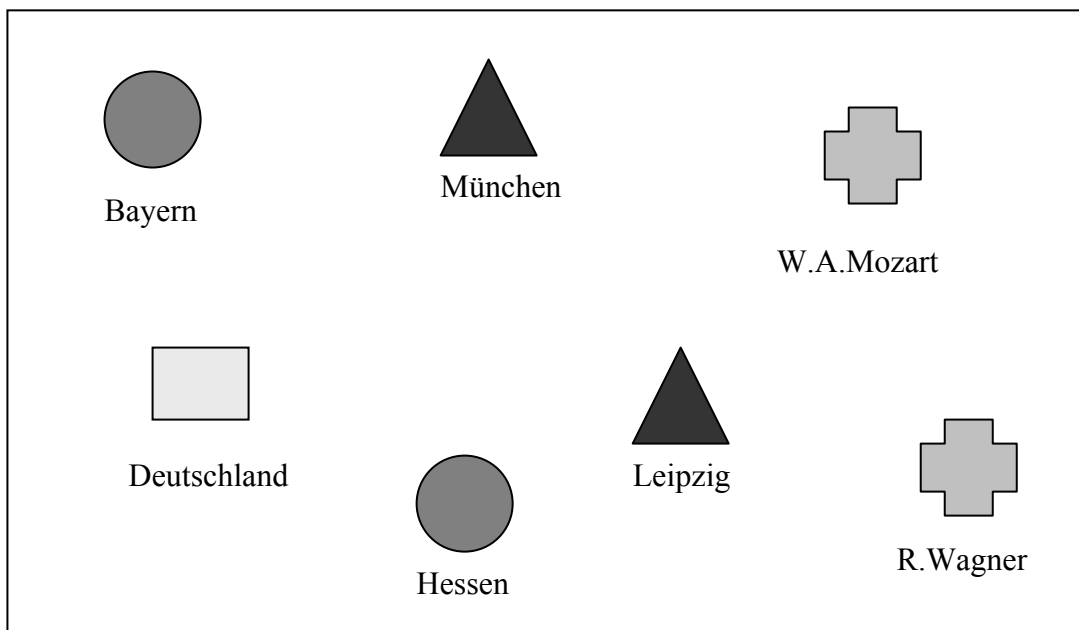 Bayern
München
W.A.Mozart
Deutschland
Hessen
Leipzig
R.Wagner